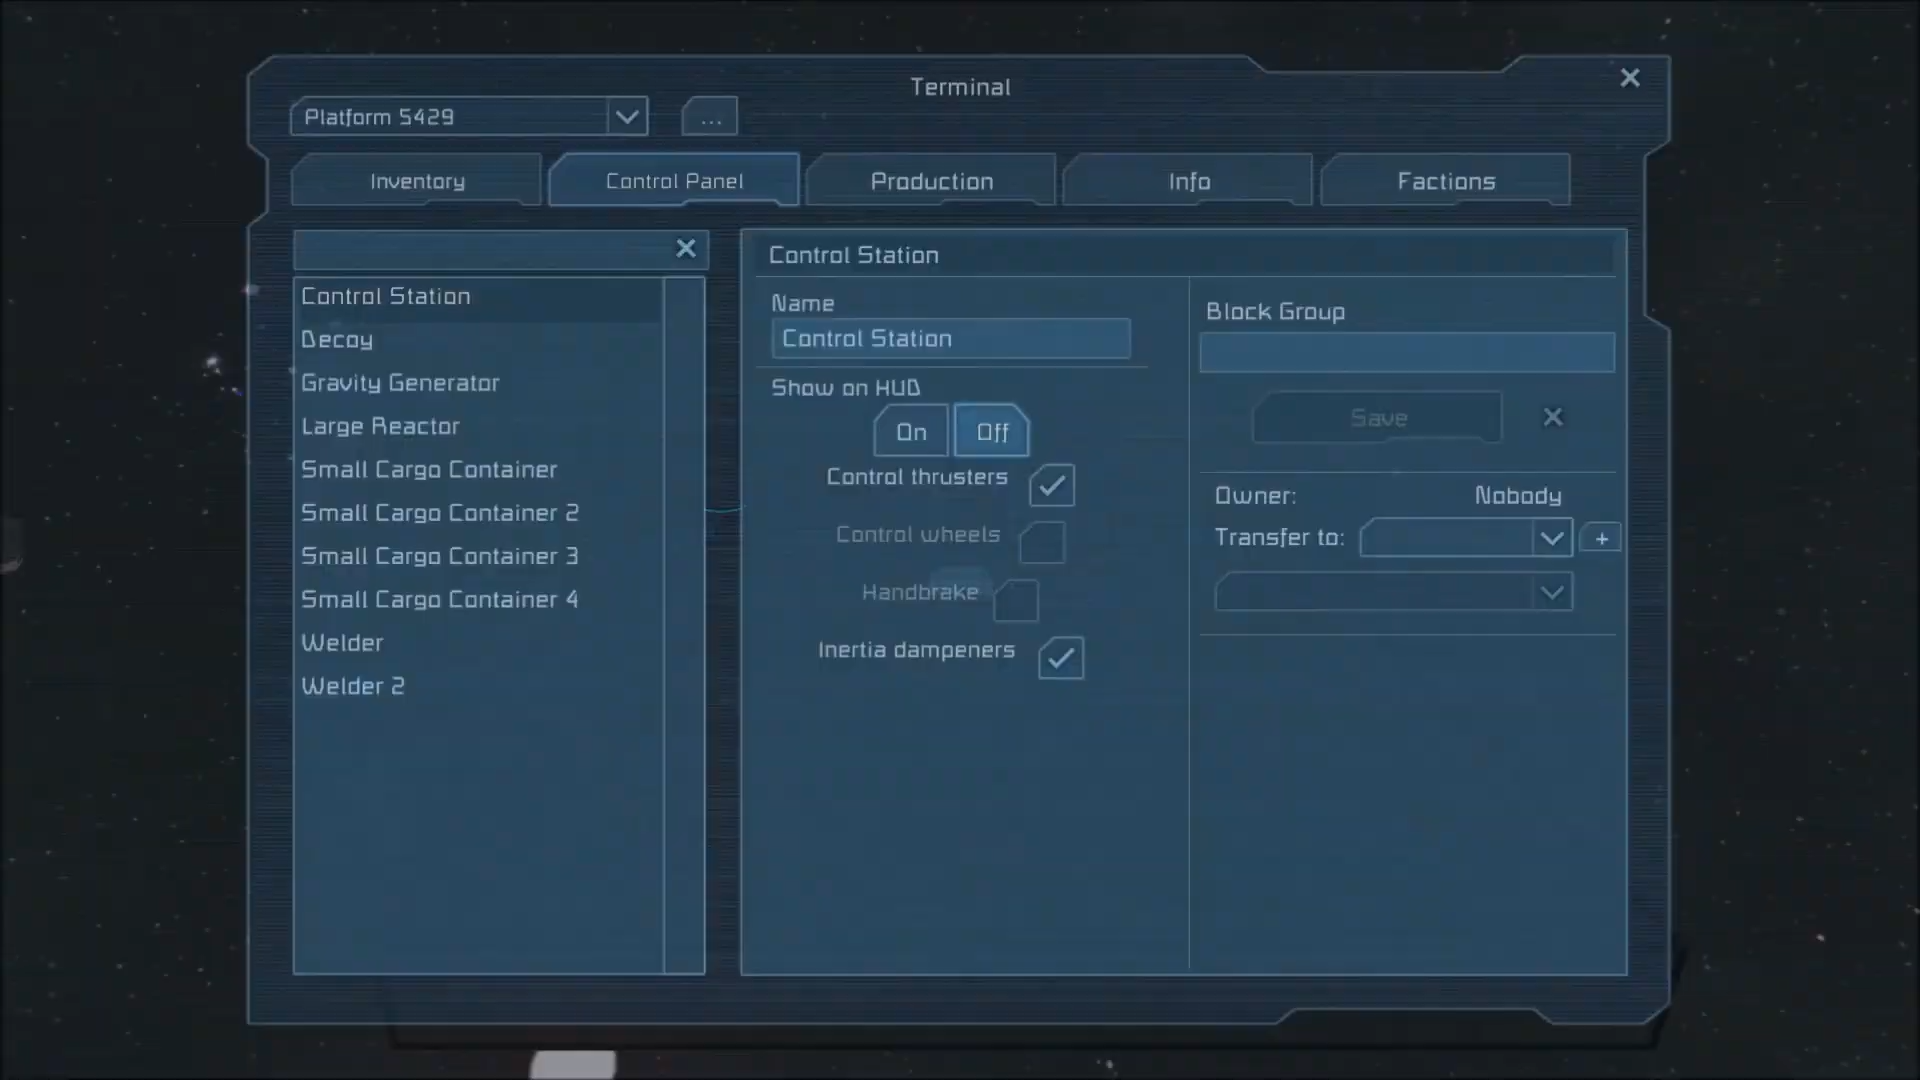 Terminal
Platform 5429
...
Inventory
Control Panel
Production
Info
Factions
Control Station
Decoy
Gravity Generator
Large Reactor
Small Cargo Container
Small Cargo Container 2
Small Cargo Container 3
Small Cargo Container 4
Welder
Welder 2
Control Station
Name
Control Station
Show on HUD
On
Off
Control thrusters
Control wheels
Handbrake
Inertia dampeners
Block Group
Save
Owner: Nobody
Transfer to:
+